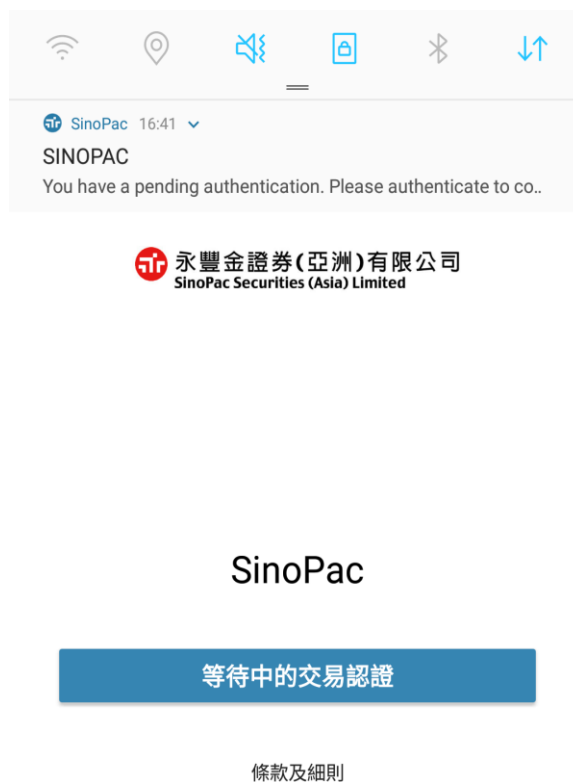 SinoPac 16:41
SINOPAC
You have a pending authentication. Please authenticate to co..
永豐金證券(亞洲)有限公司
SinoPac Securities (Asia) Limited
SinoPac
等待中的交易認證
條款及細則